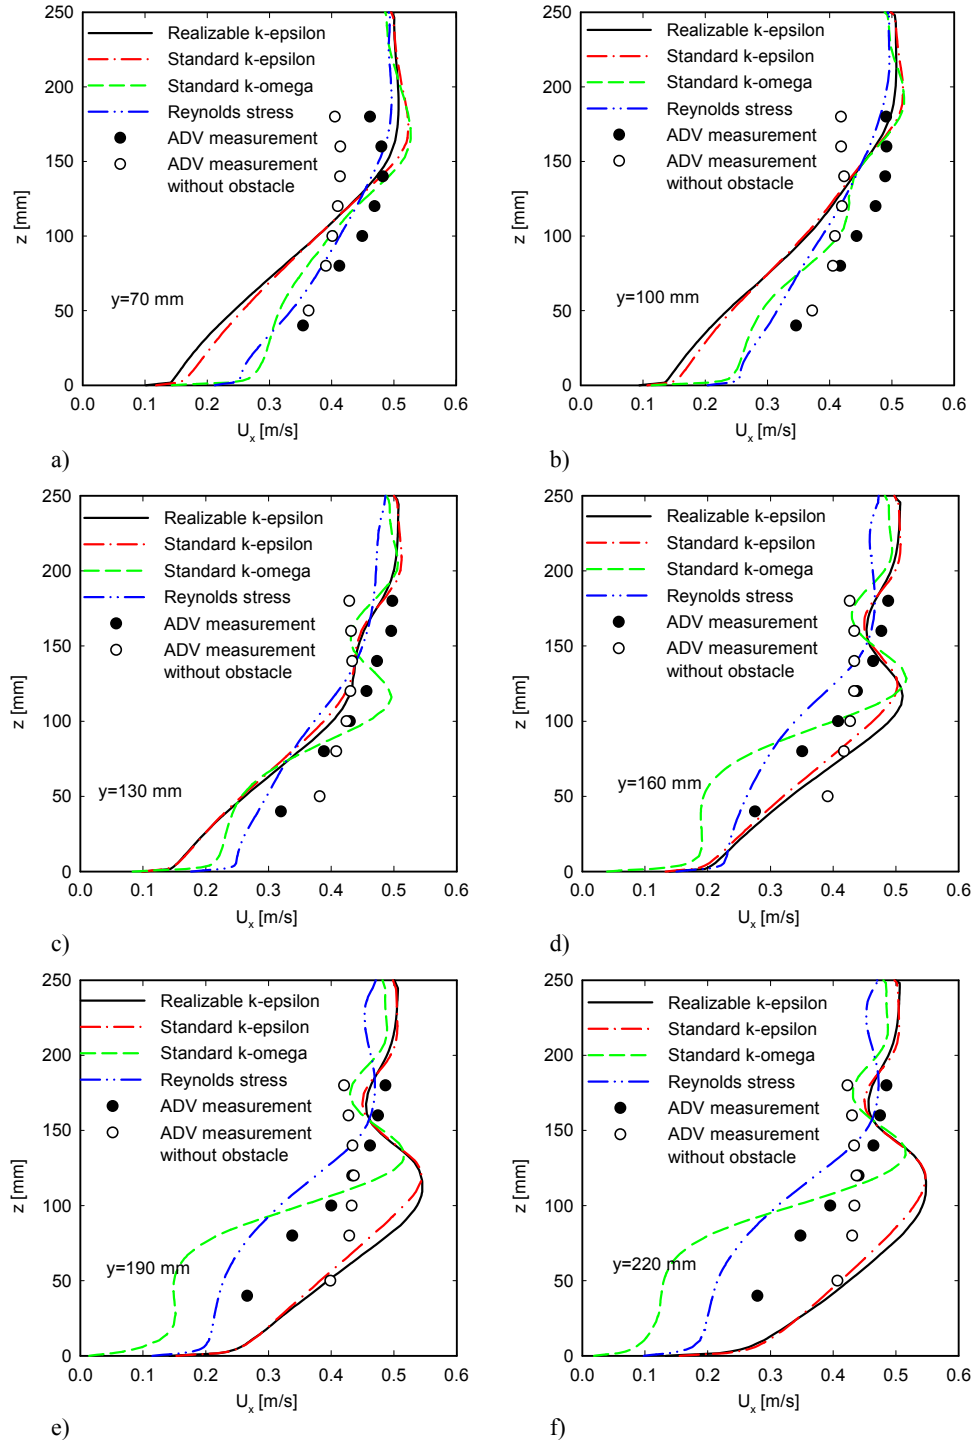 250
200
150
100
50
0
z [mm]
Realizable k-epsilon
Standard k-epsilon
Standard k-omega
Reynolds stress
ADV measurement
ADV measurement
without obstacle
y=70 mm
0.0 0.1 0.2 0.3 0.4 0.5 0.6
Ux [m/s]
a)
250
200
150
100
50
0
z [mm]
Realizable k-epsilon
Standard k-epsilon
Standard k-omega
Reynolds stress
ADV measurement
ADV measurement
without obstacle
y=100 mm
0.0 0.1 0.2 0.3 0.4 0.5 0.6
Ux [m/s]
b)
250
200
150
100
50
0
z [mm]
Realizable k-epsilon
Standard k-epsilon
Standard k-omega
Reynolds stress
ADV measurement
ADV measurement
without obstacle
y=130 mm
0.0 0.1 0.2 0.3 0.4 0.5 0.6
Ux [m/s]
c)
250
200
150
100
50
0
z [mm]
Realizable k-epsilon
Standard k-epsilon
Standard k-omega
Reynolds stress
ADV measurement
ADV measurement
without obstacle
y=160 mm
0.0 0.1 0.2 0.3 0.4 0.5 0.6
Ux [m/s]
d)
250
200
150
100
50
0
z [mm]
Realizable k-epsilon
Standard k-epsilon
Standard k-omega
Reynolds stress
ADV measurement
ADV measurement
without obstacle
y=190 mm
0.0 0.1 0.2 0.3 0.4 0.5 0.6
Ux [m/s]
e)
250
200
150
100
50
0
z [mm]
Realizable k-epsilon
Standard k-epsilon
Standard k-omega
Reynolds stress
ADV measurement
ADV measurement
without obstacle
y=220 mm
0.0 0.1 0.2 0.3 0.4 0.5 0.6
Ux [m/s]
f)